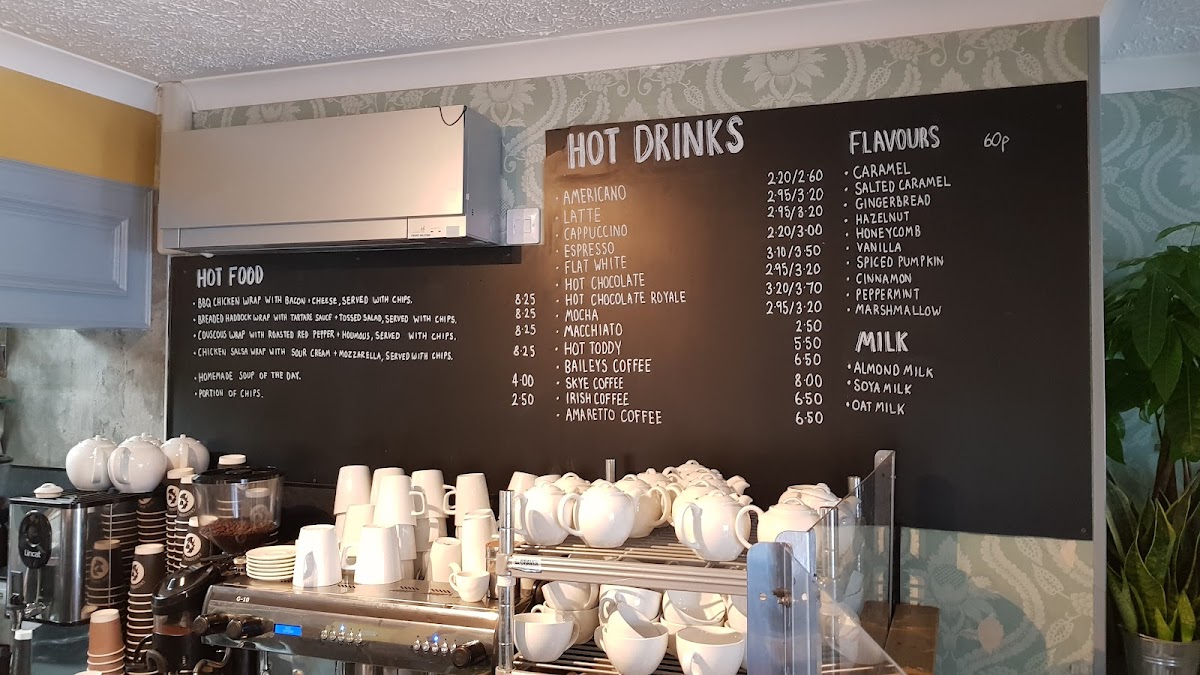 HOT FOOD
· BBQ CHICKEN WRAP WITH BACON + CHEESE, SERVED WITH CHIPS. 8.25
· BREADED HADDOCK WRAP WITH TARTARE SAUCE + TOSSED SALAD, SERVED WITH CHIPS. 8.25
· COUSCOUS WRAP WITH ROASTED RED PEPPER + HOUMOUS, SERVED WITH CHIPS. 8.25
· CHICKEN SALSA WRAP WITH SOUR CREAM + MOZZARELLA, SERVED WITH CHIPS. 8.25
· HOMEMADE SOUP OF THE DAY. 4.00
· PORTION OF CHIPS. 2.50
HOT DRINKS
· AMERICANO 2.20/2.60
· LATTE 2.95/3.20
· CAPPUCCINO 2.95/3.20
· ESPRESSO 2.20/3.00
· FLAT WHITE 3.10/3.50
· HOT CHOCOLATE 2.95/3.20
· HOT CHOCOLATE ROYALE 3.20/3.70
· MOCHA 2.95/3.20
· MACCHIATO 2.50
· HOT TODDY 5.50
· BAILEYS COFFEE 6.50
· SKYE COFFEE 8.00
· IRISH COFFEE 6.50
· AMARETTO COFFEE 6.50
FLAVOURS 60p
· CARAMEL
· SALTED CARAMEL
· GINGERBREAD
· HAZELNUT
· HONEYCOMB
· VANILLA
· SPICED PUMPKIN
· CINNAMON
· PEPPERMINT
· MARSHMALLOW
MILK
· ALMOND MILK
· SOYA MILK
· OAT MILK
Lincat
G-10